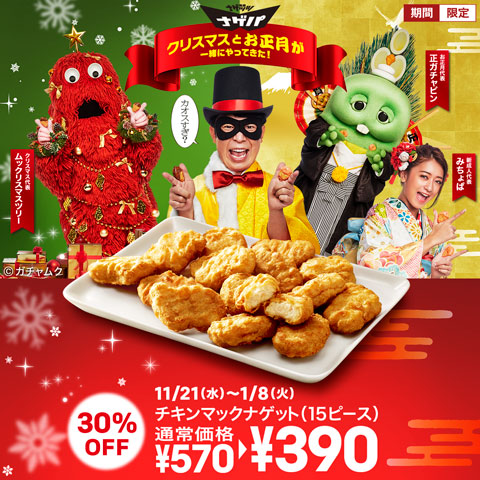 期間 限定
ナゲパ
クリスマスとお正月が
一緒にやってきた！
カオスすぎ？
クリスマス代表
ムックリスマスツリー
お正月代表
正ガチャピン
新成人代表
みちょぱ
©ガチャムク
30%
OFF
11/21(水)〜1/8(火)
チキンマックナゲット(15ピース)
通常価格
¥570
¥390